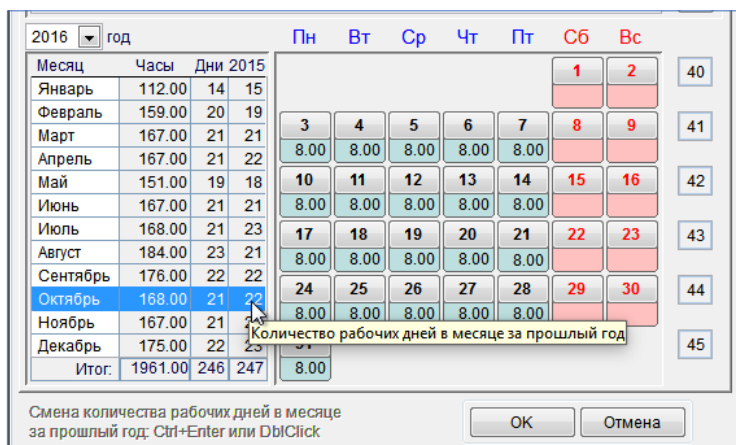 2016 год Пн Вт Ср Чт Пт Сб Вс
Месяц Часы Дни 2015
Январь 112.00 14 15
Февраль 159.00 20 19
Март 167.00 21 21
Апрель 167.00 21 22
Май 151.00 19 18
Июнь 167.00 21 21
Июль 168.00 21 23
Август 184.00 23 21
Сентябрь 176.00 22 22
Октябрь 168.00 21 22
Ноябрь 167.00 21
Декабрь 175.00 22 23
Итог: 1961.00 246 247
1 2 40
3 4 5 6 7 8 9 41
8.00 8.00 8.00 8.00 8.00
10 11 12 13 14 15 16 42
8.00 8.00 8.00 8.00 8.00
17 18 19 20 21 22 23 43
8.00 8.00 8.00 8.00 8.00
24 25 26 27 28 29 30 44
8.00 8.00 8.00 8.00 8.00
Количество рабочих дней в месяце за прошлый год
45
8.00
Смена количества рабочих дней в месяце
за прошлый год: Ctrl+Enter или DblClick
OK Отмена